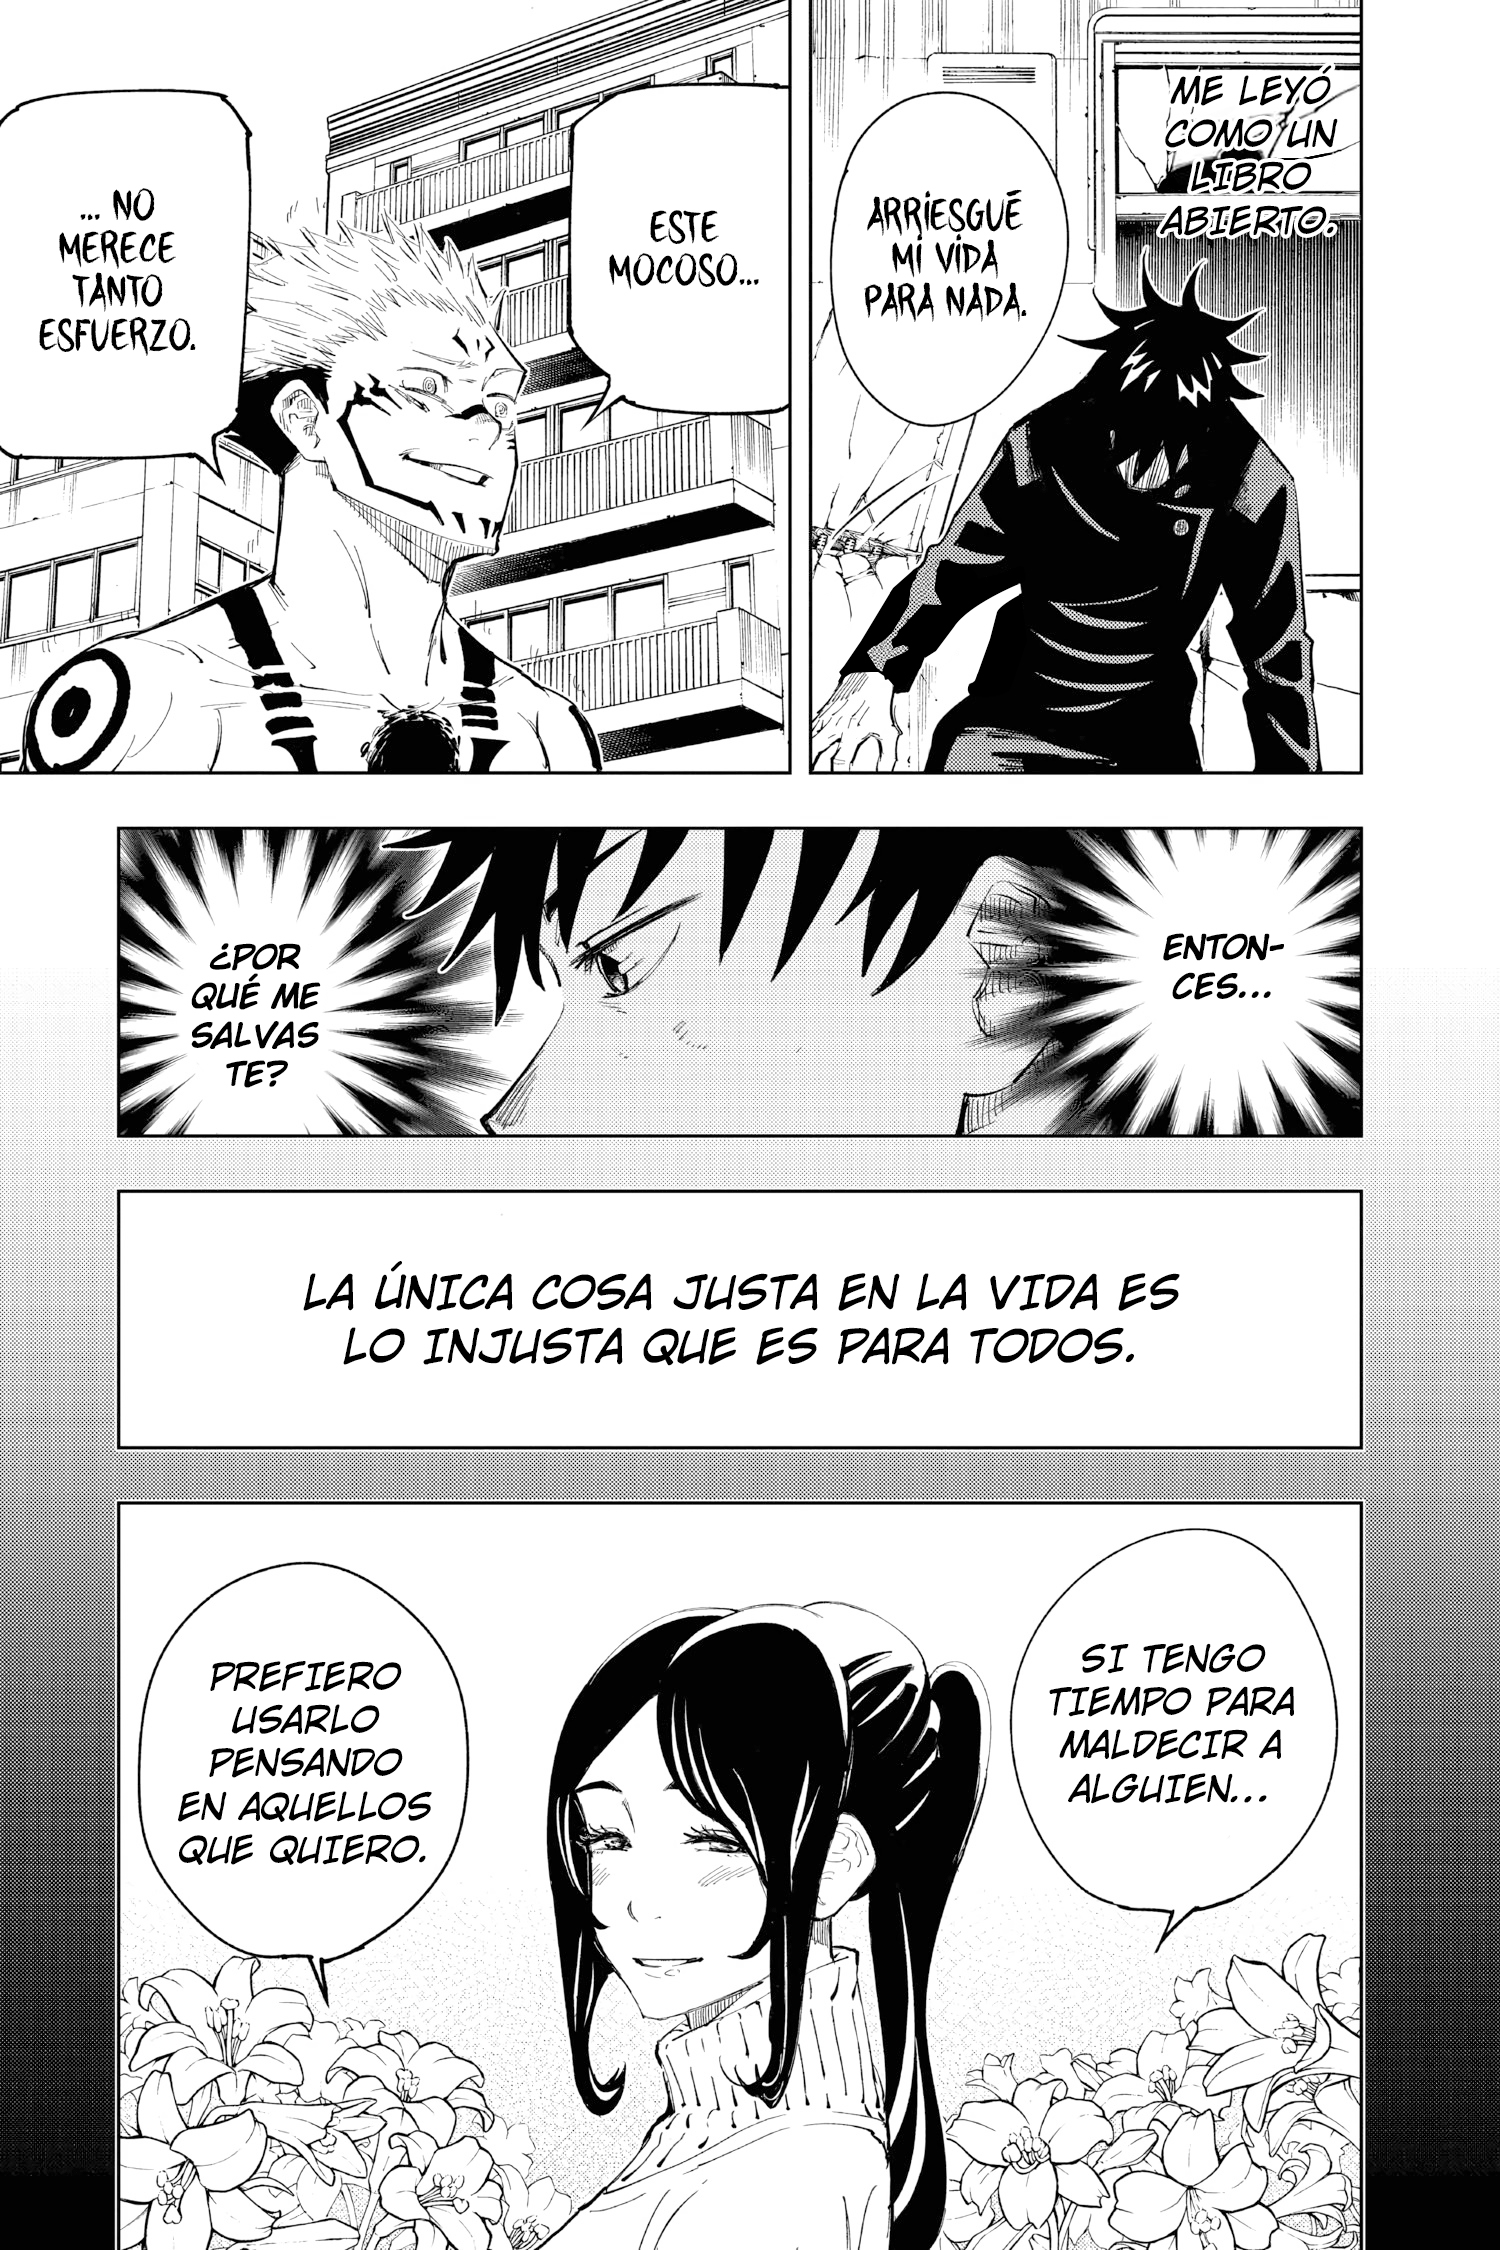 ME LEYÓ
COMO UN
LIBRO
ABIERTO.
ARRIESGUÉ
MI VIDA
PARA NADA.
ESTE
MOCOSO...
... NO
MERECE
TANTO
ESFUERZO.
ENTON-
CES...
¿POR
QUÉ ME
SALVAS
TE?
LA ÚNICA COSA JUSTA EN LA VIDA ES
LO INJUSTA QUE ES PARA TODOS.
SI TENGO
TIEMPO PARA
MALDECIR A
ALGUIEN...
PREFIERO
USARLO
PENSANDO
EN AQUELLOS
QUE QUIERO.